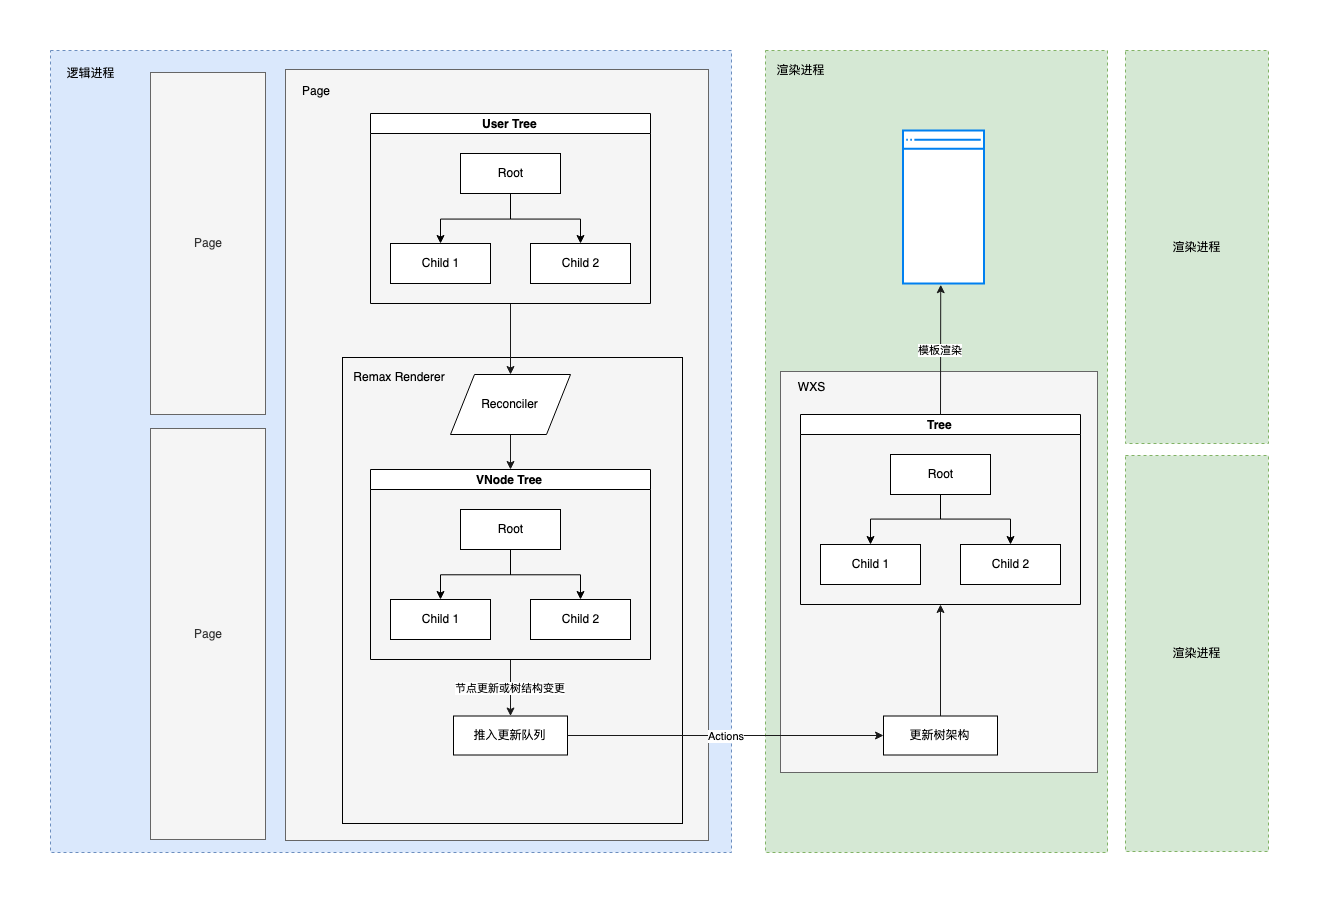 逻辑进程
Page
Page
Page
User Tree
Root
Child 1
Child 2
Remax Renderer
Reconciler
VNode Tree
Root
Child 1
Child 2
节点更新或树结构变更
推入更新队列
Actions
渲染进程
模板渲染
WXS
Tree
Root
Child 1
Child 2
更新树架构
渲染进程
渲染进程